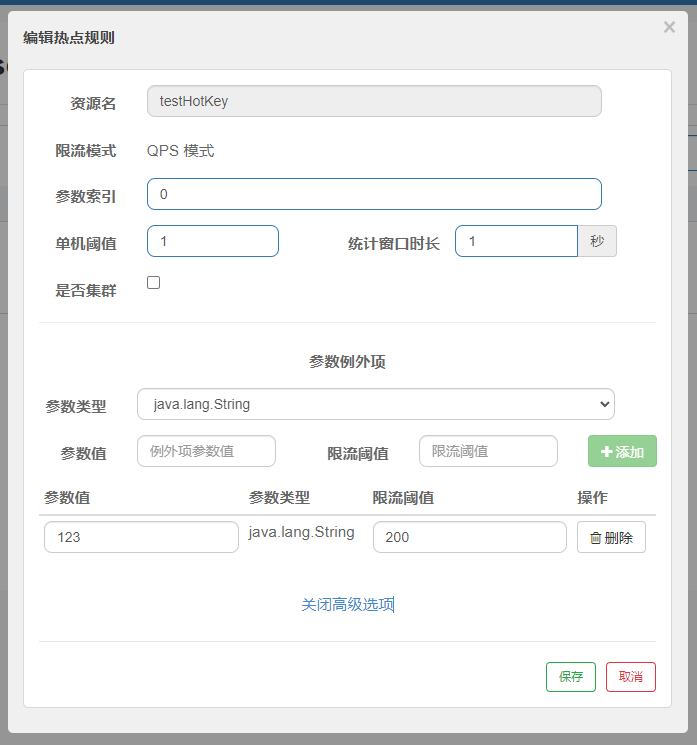 编辑热点规则 ×
资源名 testHotKey
限流模式 QPS 模式
参数索引 0
单机阈值 1 统计窗口时长 1 秒
是否集群
参数例外项
参数类型 java.lang.String
参数值 例外项参数值 限流阈值 限流阈值 添加
参数值 参数类型 限流阈值 操作
123 java.lang.String 200 删除
关闭高级选项
保存 取消